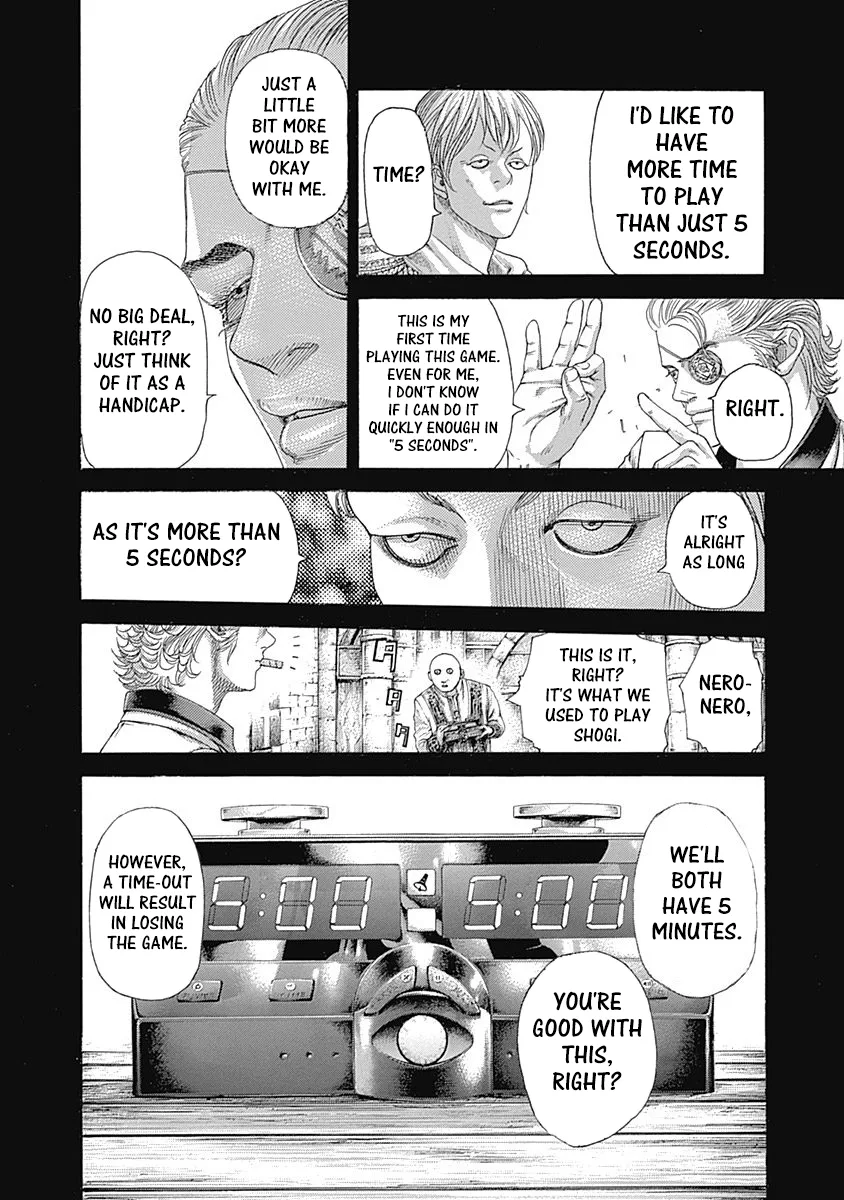 I'D LIKE TO
HAVE
MORE TIME
TO PLAY
THAN JUST 5
SECONDS.
TIME?
RIGHT.
THIS IS MY
FIRST TIME
PLAYING THIS GAME.
EVEN FOR ME,
I DON'T KNOW
IF I CAN DO IT
QUICKLY ENOUGH IN
"5 SECONDS".
JUST A
LITTLE
BIT MORE
WOULD BE
OKAY
WITH ME.
NO BIG DEAL,
RIGHT?
JUST THINK
OF IT AS A
HANDICAP.
IT'S
ALRIGHT
AS LONG
AS IT'S MORE THAN
5 SECONDS?
NERO-
NERO,
THIS IS IT,
RIGHT?
IT'S WHAT WE
USED TO PLAY
SHOGI.
WE'LL
BOTH
HAVE 5
MINUTES.
HOWEVER,
A TIME-OUT
WILL RESULT
IN LOSING
THE GAME.
5:00
5:00
YOU'RE
GOOD WITH
THIS,
RIGHT?